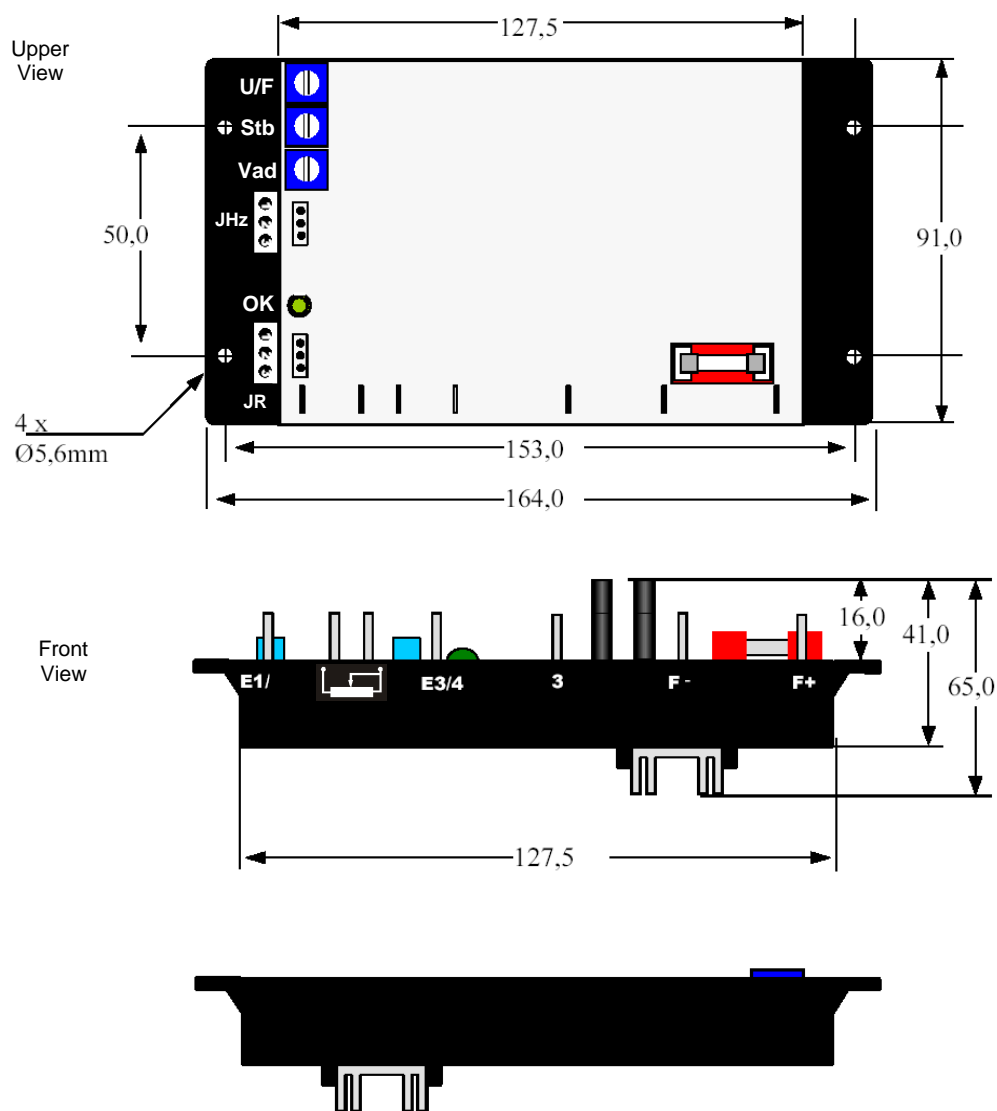 127,5
Upper
View
U/F
Stb
Vad
JHz
50,0
91,0
OK
JR
4 x
Ø5,6mm
153,0
164,0
Front
View
16,0
41,0
65,0
E1/
E3/4
3
F -
F+
127,5